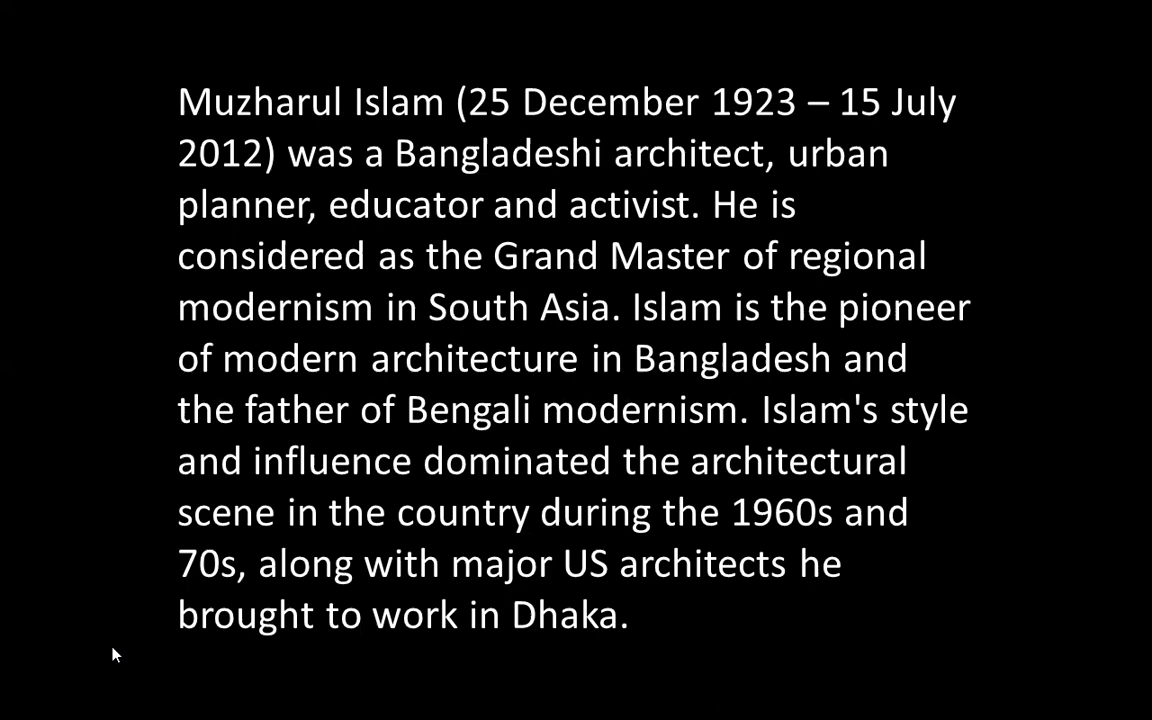 Muzharul Islam (25 December 1923 – 15 July
2012) was a Bangladeshi architect, urban
planner, educator and activist. He is
considered as the Grand Master of regional
modernism in South Asia. Islam is the pioneer
of modern architecture in Bangladesh and
the father of Bengali modernism. Islam's style
and influence dominated the architectural
scene in the country during the 1960s and
70s, along with major US architects he
brought to work in Dhaka.